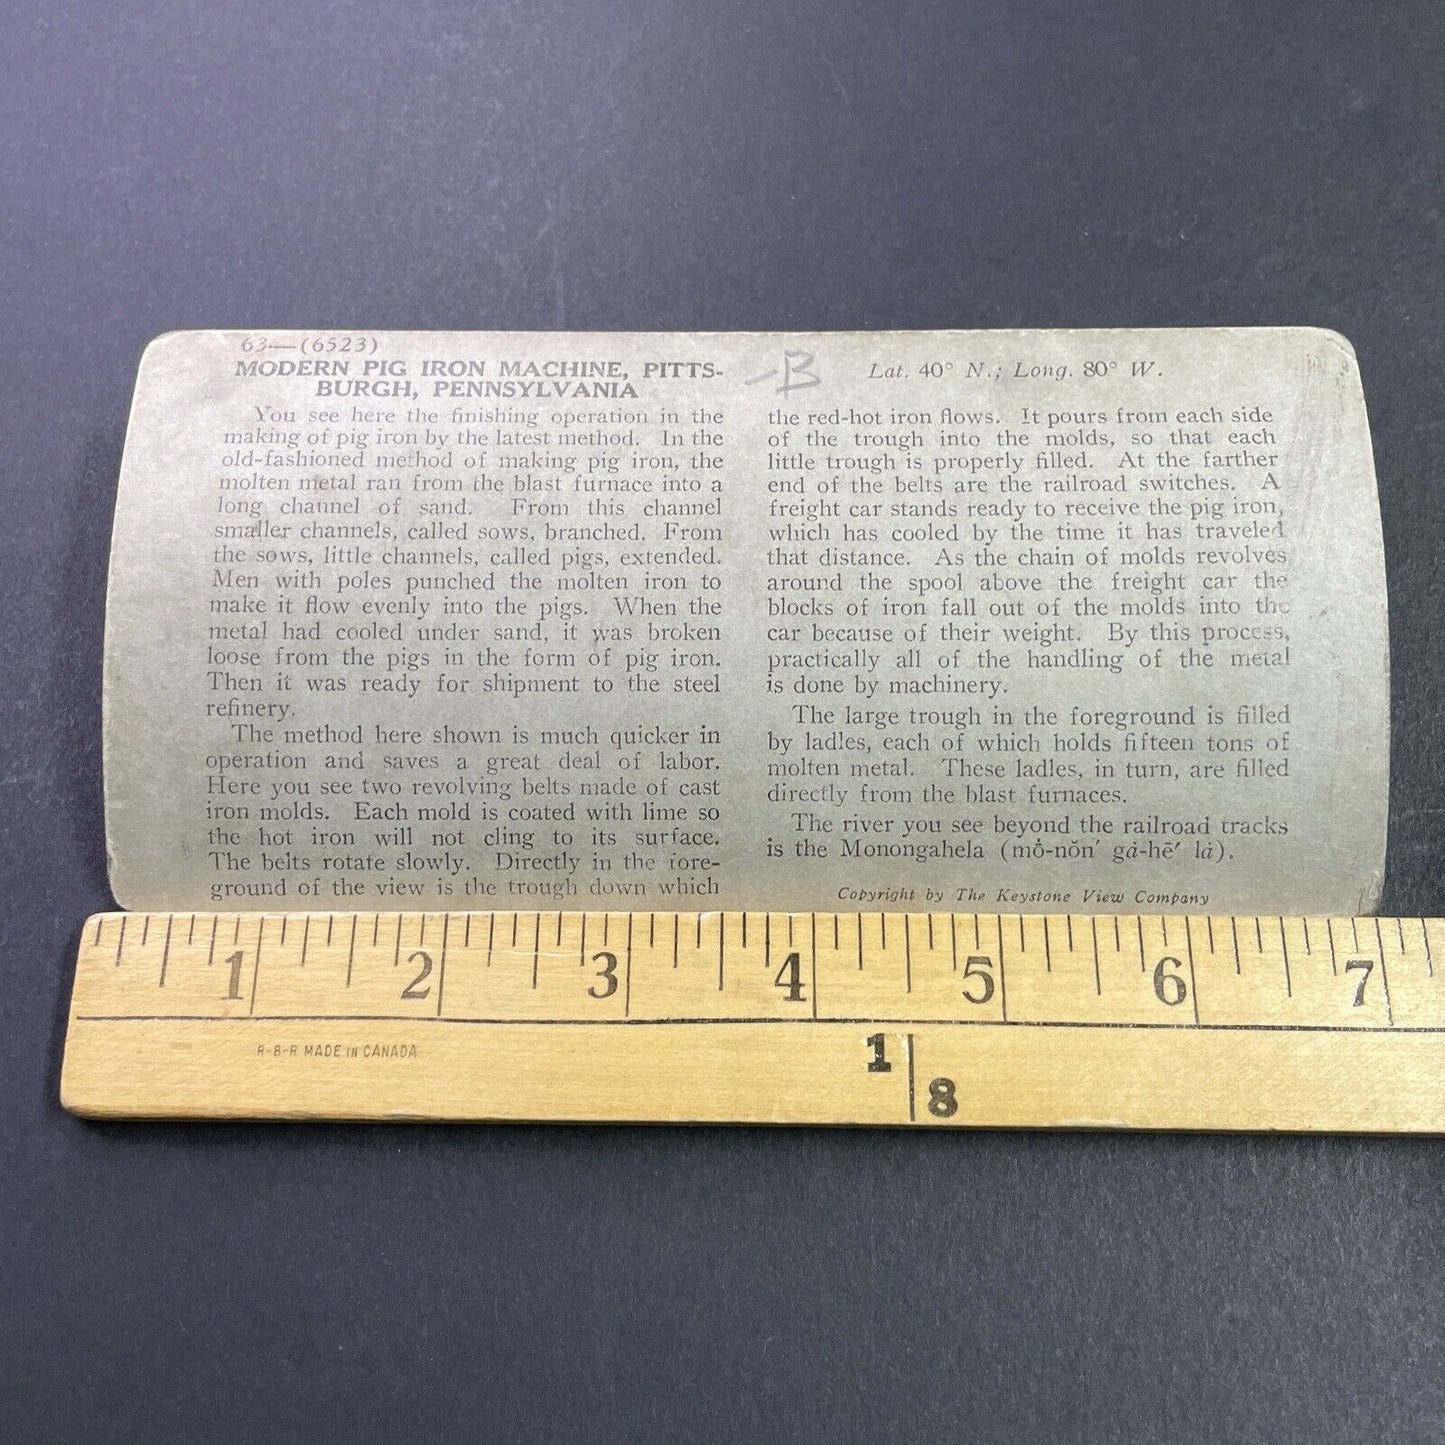 63—(6523)
MODERN PIG IRON MACHINE, PITTS-
BURGH, PENNSYLVANIA
You see here the finishing operation in the
making of pig iron by the latest method. In the
old-fashioned method of making pig iron, the
molten metal ran from the blast furnace into a
long channel of sand. From this channel
smaller channels, called sows, branched. From
the sows, little channels, called pigs, extended.
Men with poles punched the molten iron to
make it flow evenly into the pigs. When the
metal had cooled under sand, it was broken
loose from the pigs in the form of pig iron.
Then it was ready for shipment to the steel
refinery.
The method here shown is much quicker in
operation and saves a great deal of labor.
Here you see two revolving belts made of cast
iron molds. Each mold is coated with lime so
the hot iron will not cling to its surface.
The belts rotate slowly. Directly in the fore-
ground of the view is the trough down which
-B
Lat. 40° N.; Long. 80° W.
the red-hot iron flows. It pours from each side
of the trough into the molds, so that each
little trough is properly filled. At the farther
end of the belts are the railroad switches. A
freight car stands ready to receive the pig iron,
which has cooled by the time it has traveled
that distance. As the chain of molds revolves
around the spool above the freight car the
blocks of iron fall out of the molds into the
car because of their weight. By this process,
practically all of the handling of the metal
is done by machinery.
The large trough in the foreground is filled
by ladles, each of which holds fifteen tons of
molten metal. These ladles, in turn, are filled
directly from the blast furnaces.
The river you see beyond the railroad tracks
is the Monongahela (mȯ-nŏn′ gȧ-hē′ lȧ).
Copyright by The Keystone View Company
1 2 3 4 5 6 7
R-B-R MADE IN CANADA
1/8